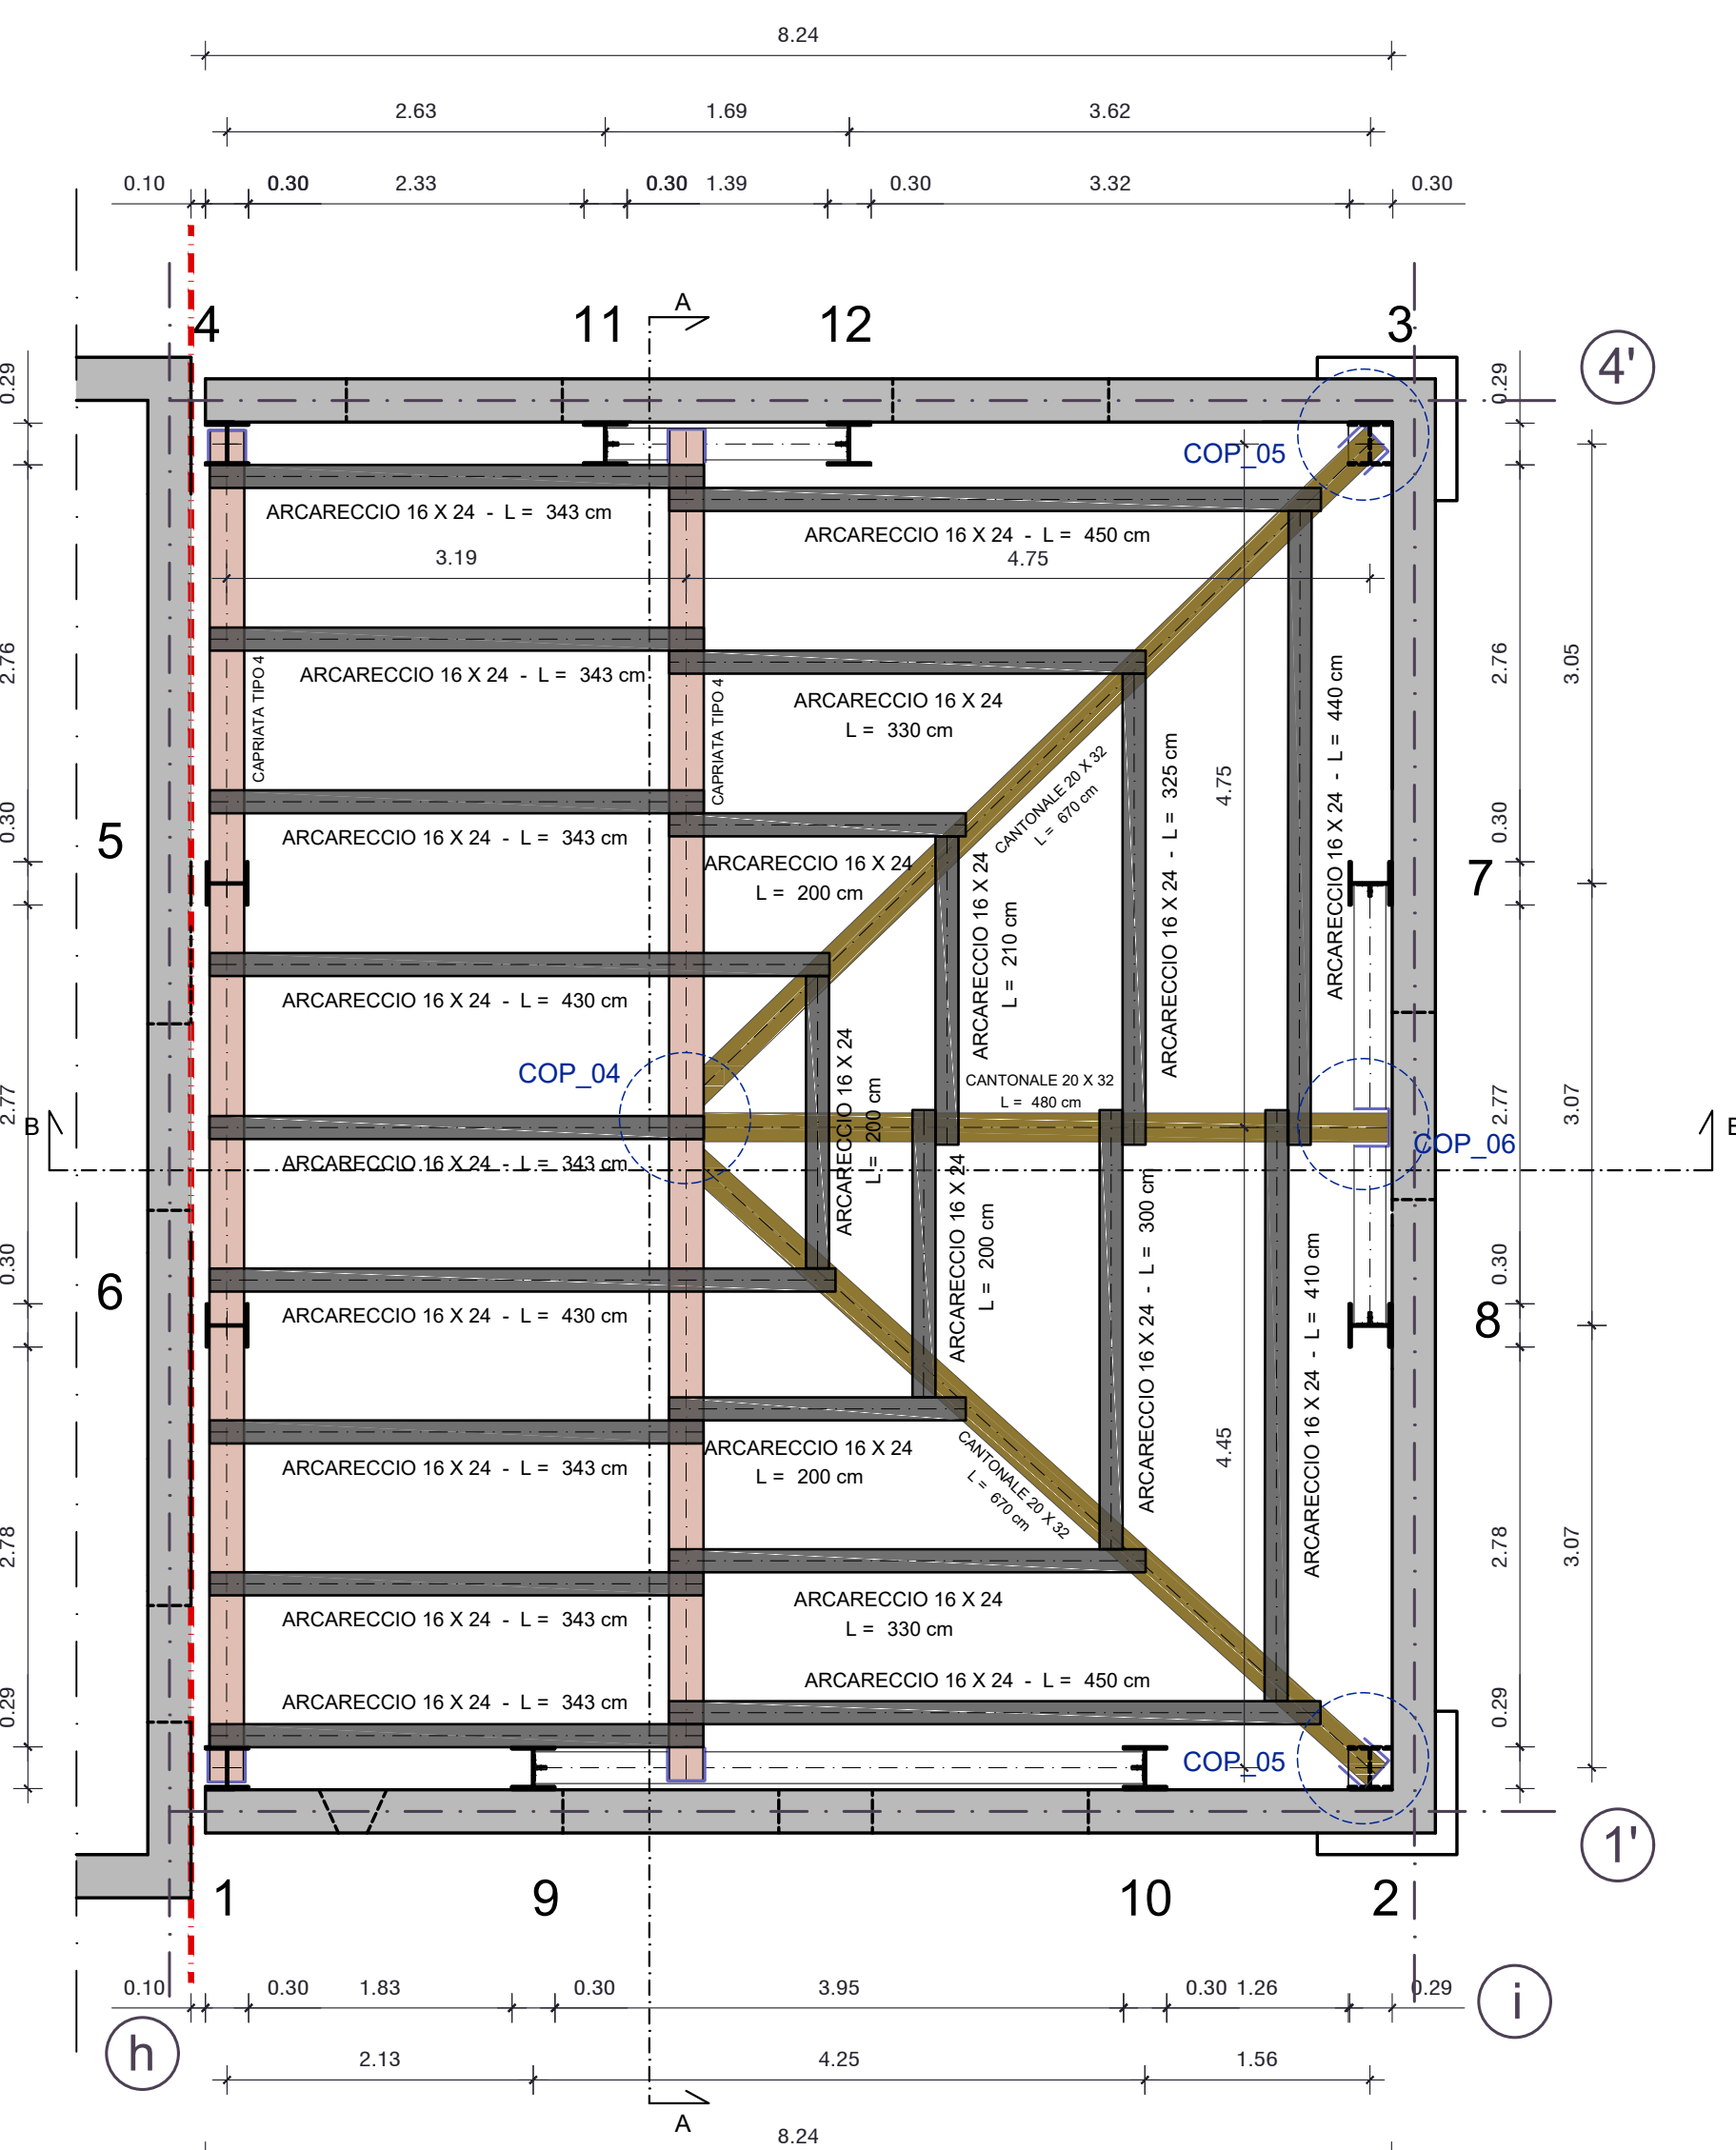 8.24
2.63 1.69 3.62
0.10 0.30 2.33 0.30 1.39 0.30 3.32 0.30
4 11 12 3
A
4'
0.29 0.29
COP_05
ARCARECCIO 16 X 24 - L = 343 cm
ARCARECCIO 16 X 24 - L = 450 cm
3.19 4.75
2.76 2.76 3.05
ARCARECCIO 16 X 24 - L = 343 cm
CAPRIATA TIPO 4
CAPRIATA TIPO 4
ARCARECCIO 16 X 24
L = 330 cm
CANTONALE 20 X 32
L = 670 cm
ARCARECCIO 16 X 24 - L = 325 cm
4.75
ARCARECCIO 16 X 24 - L = 440 cm
0.30 0.30
5 7
ARCARECCIO 16 X 24 - L = 343 cm
ARCARECCIO 16 X 24
L = 200 cm
ARCARECCIO 16 X 24
L = 210 cm
ARCARECCIO 16 X 24 - L = 430 cm
COP_04
ARCARECCIO 16 X 24
L = 200 cm
CANTONALE 20 X 32
L = 480 cm
2.77 2.77 3.07
B
COP_06
ARCARECCIO 16 X 24 - L = 343 cm
ARCARECCIO 16 X 24
L = 200 cm
ARCARECCIO 16 X 24 - L = 300 cm
ARCARECCIO 16 X 24 - L = 410 cm
0.30 0.30
6 8
ARCARECCIO 16 X 24 - L = 430 cm
4.45
ARCARECCIO 16 X 24
L = 200 cm
CANTONALE 20 X 32
L = 670 cm
ARCARECCIO 16 X 24 - L = 343 cm
2.78 2.78 3.07
ARCARECCIO 16 X 24
L = 330 cm
ARCARECCIO 16 X 24 - L = 343 cm
ARCARECCIO 16 X 24 - L = 450 cm
ARCARECCIO 16 X 24 - L = 343 cm
0.29 0.29
COP_05
1'
1 9 10 2
0.10 0.30 1.83 0.30 3.95 0.30 1.26 0.29
i
h
2.13 4.25 1.56
A
8.24